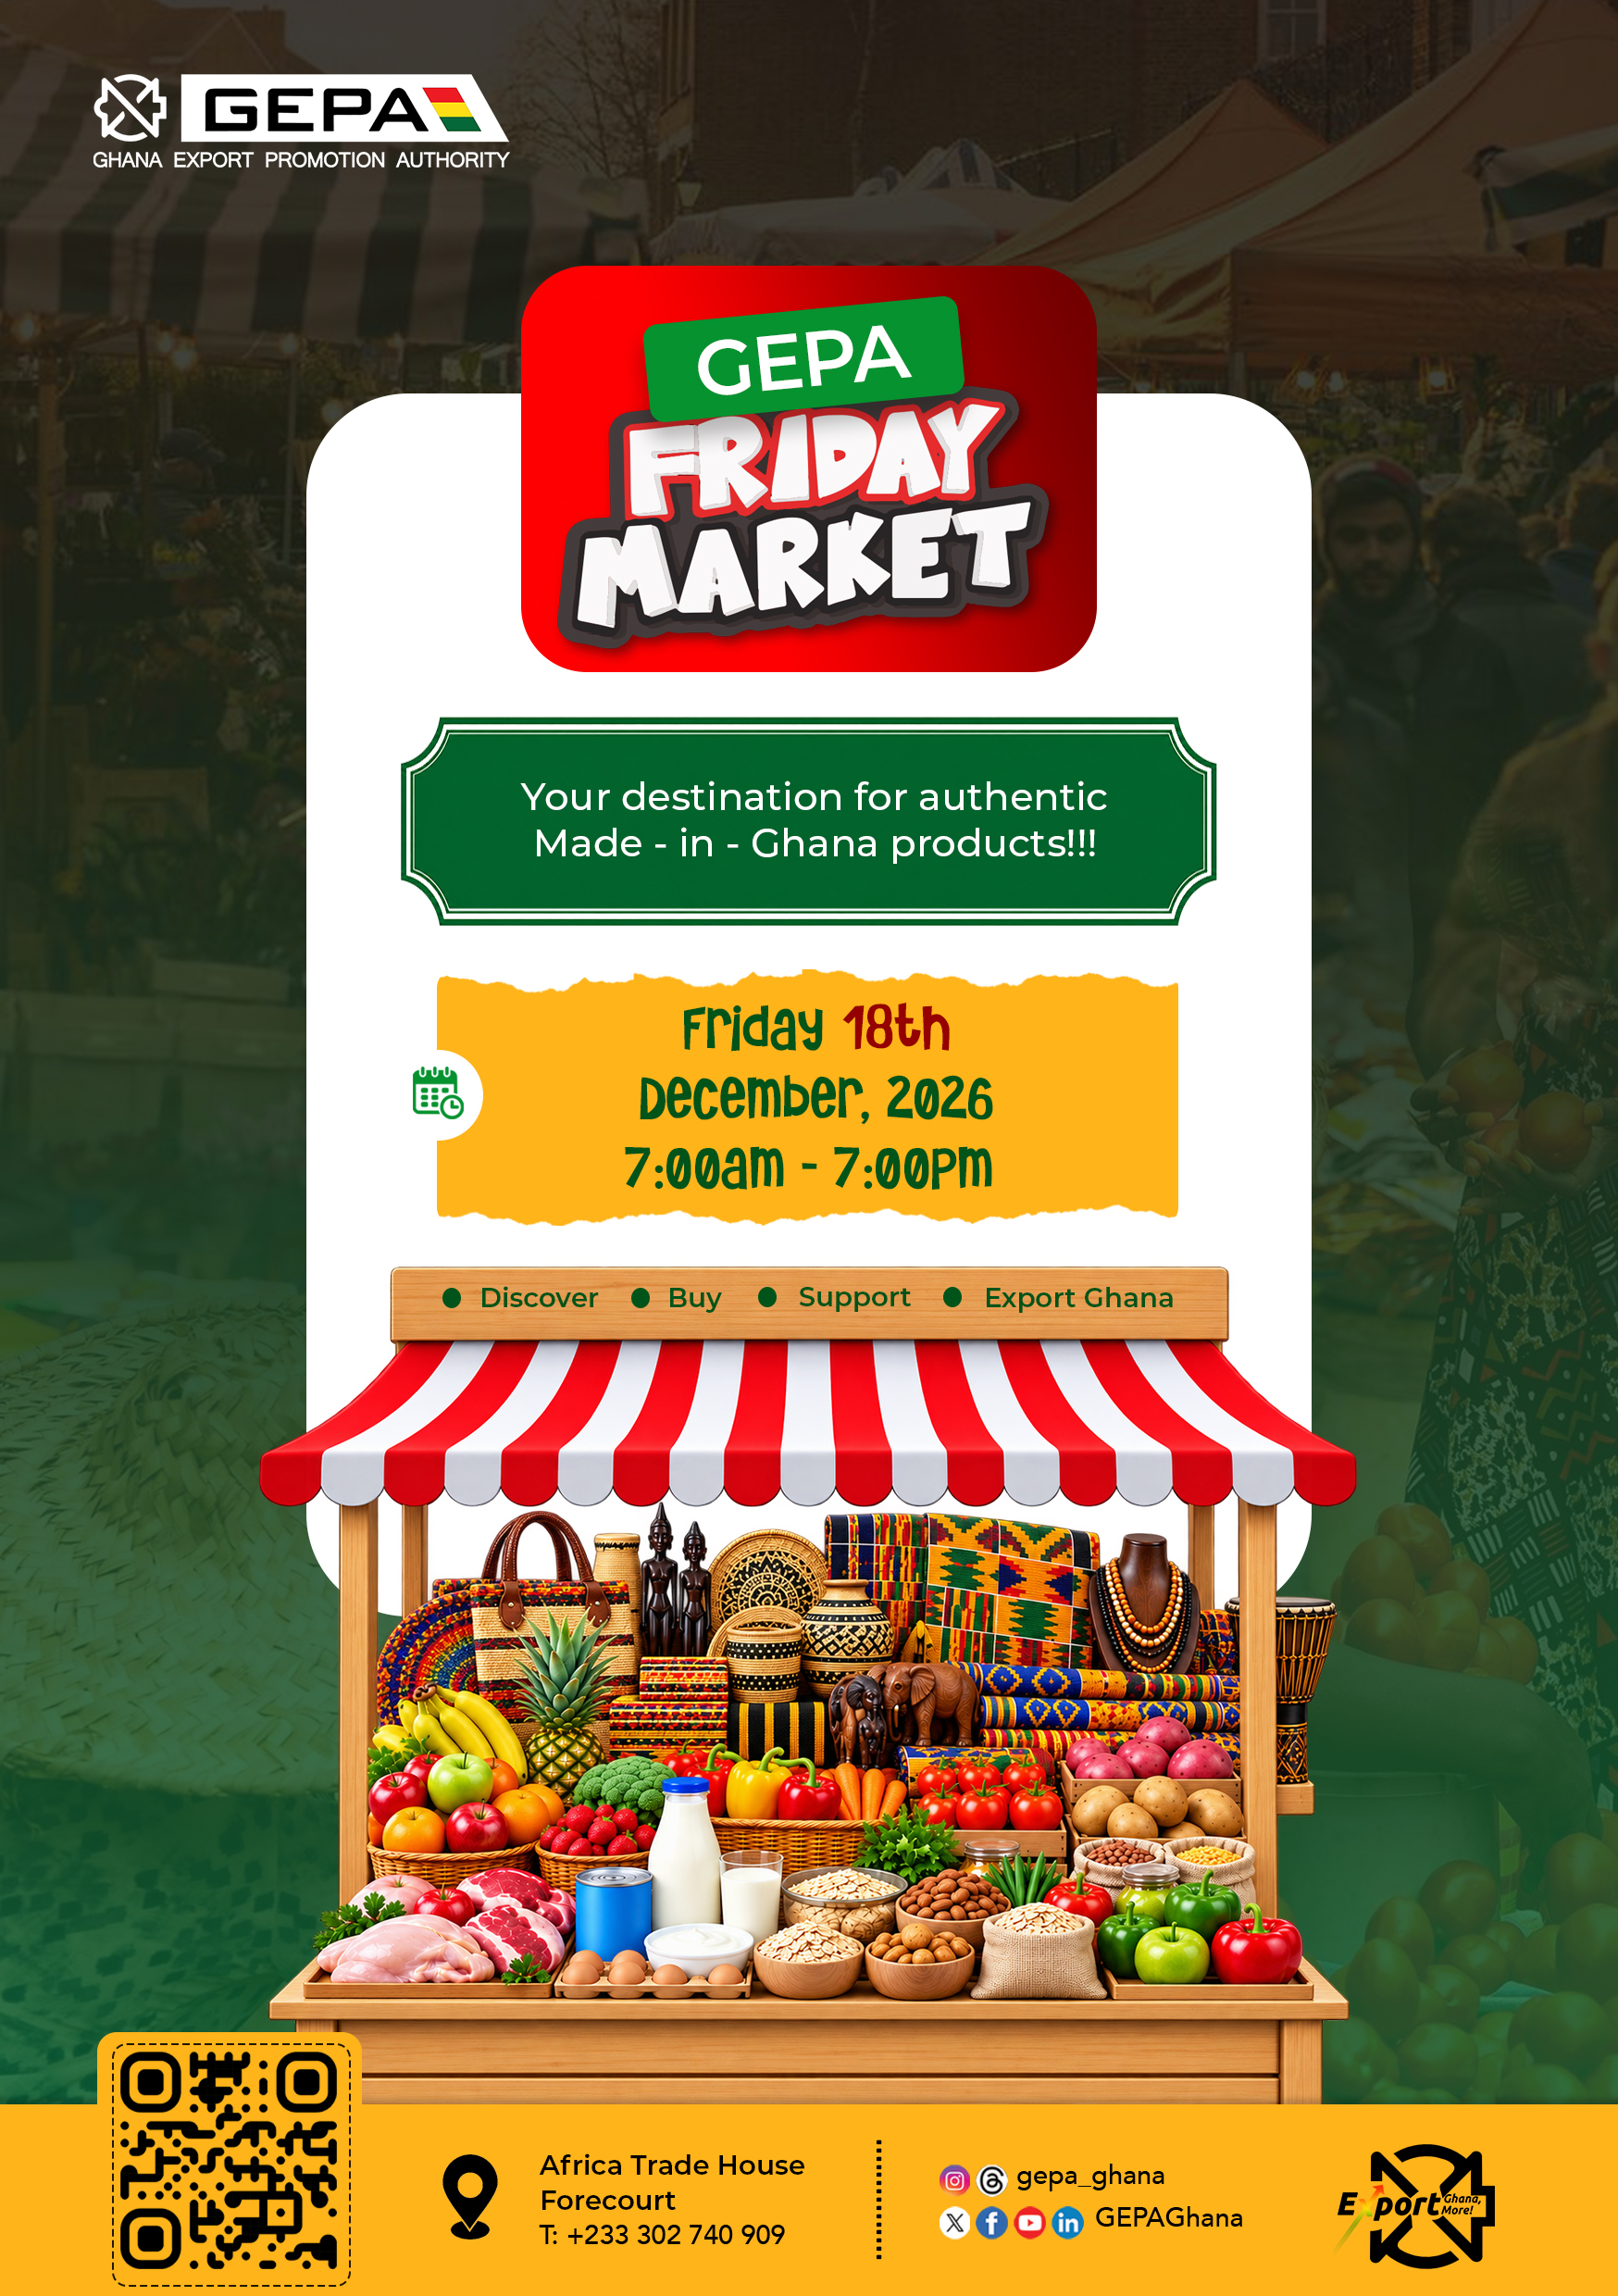 GEPA
GHANA EXPORT PROMOTION AUTHORITY
GEPA
FRIDAY
MARKET
Your destination for authentic
Made - in - Ghana products!!!
Friday 18th
December, 2026
7:00am - 7:00pm
• Discover • Buy • Support • Export Ghana
Africa Trade House
Forecourt
T: +233 302 740 909
gepa_ghana
GEPAGhana
Export Ghana,
More!